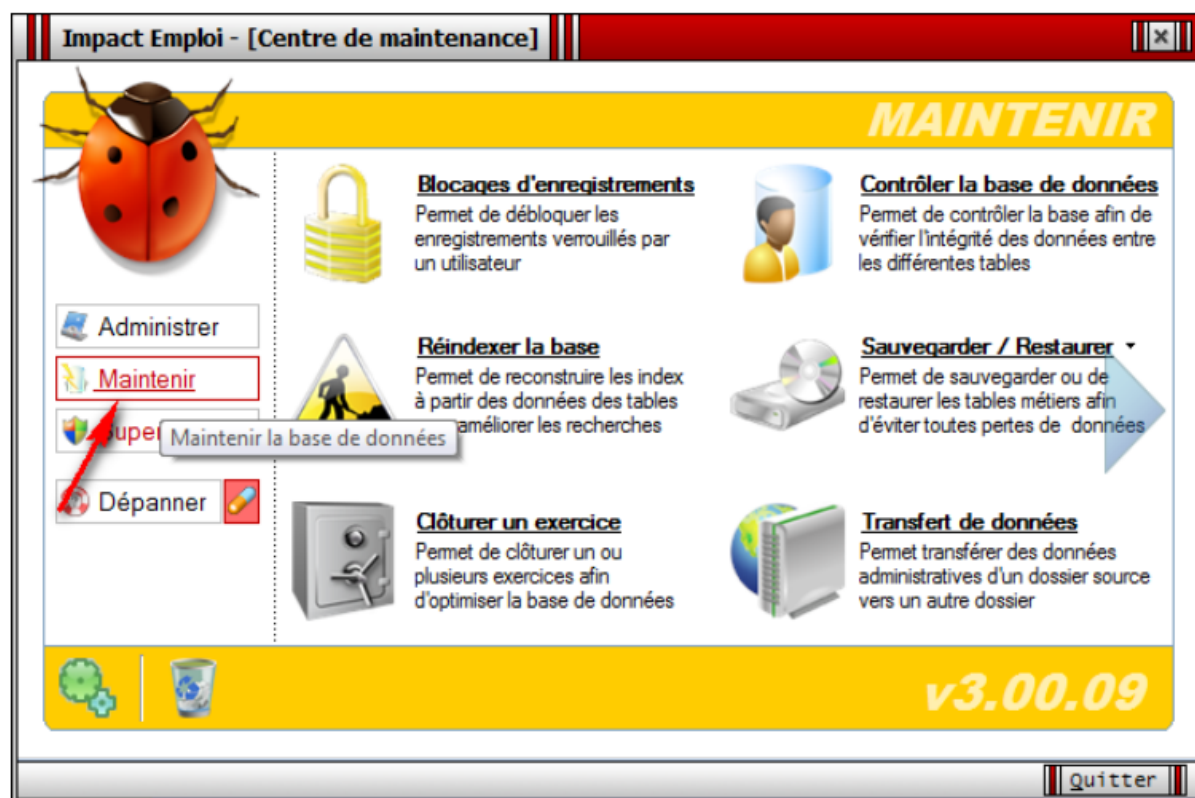 Impact Emploi - [Centre de maintenance]
MAINTENIR
Blocages d'enregistrements
Permet de débloquer les
enregistrements verrouillés par
un utilisateur
Contrôler la base de données
Permet de contrôler la base afin de
vérifier l'intégrité des données entre
les différentes tables
Administrer
Maintenir
Super
Maintenir la base de données
Dépanner
Réindexer la base
Permet de reconstruire les index
à partir des données des tables
améliorer les recherches
Sauvegarder / Restaurer
Permet de sauvegarder ou de
restaurer les tables métiers afin
d'éviter toutes pertes de données
Clôturer un exercice
Permet de clôturer un ou
plusieurs exercices afin
d'optimiser la base de données
Transfert de données
Permet transférer des données
administratives d'un dossier source
vers un autre dossier
v3.00.09
Quitter